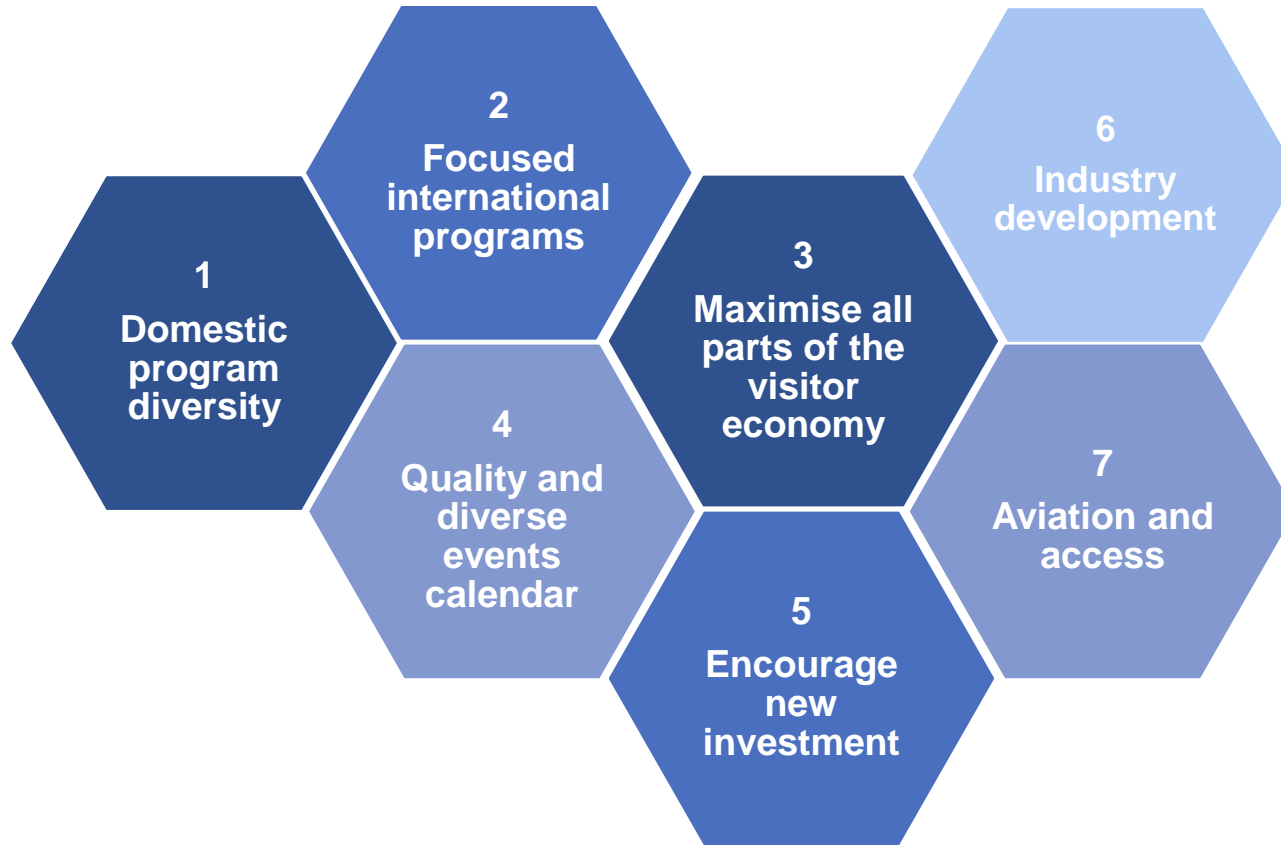 1
Domestic
program
diversity
2
Focused
international
programs
3
Maximise all
parts of the
visitor
economy
4
Quality and
diverse
events
calendar
5
Encourage
new
investment
6
Industry
development
7
Aviation and
access